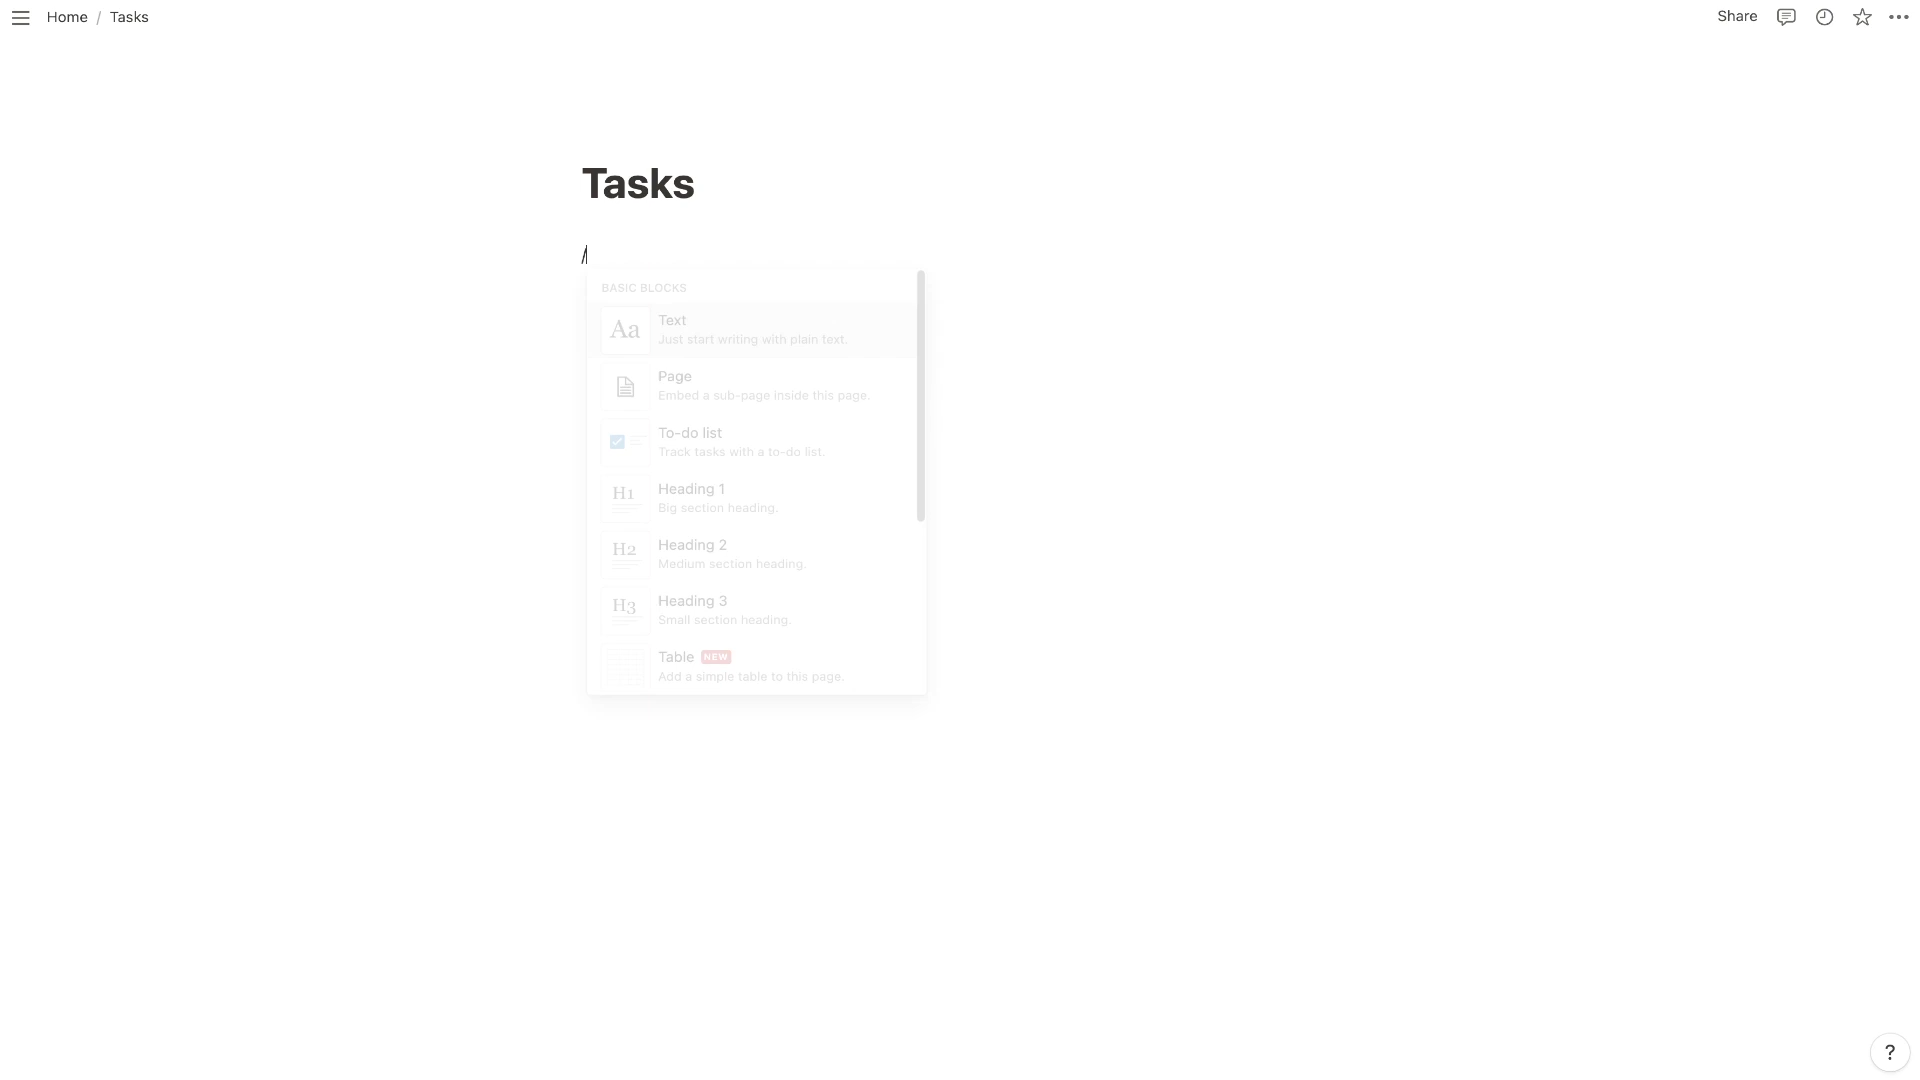 Home / Tasks
Share
Tasks
/
BASIC BLOCKS
Aa
Text
Just start writing with plain text.
Page
Embed a sub-page inside this page.
To-do list
Track tasks with a to-do list.
H1
Heading 1
Big section heading.
H2
Heading 2
Medium section heading.
H3
Heading 3
Small section heading.
Table NEW
Add a simple table to this page.
?